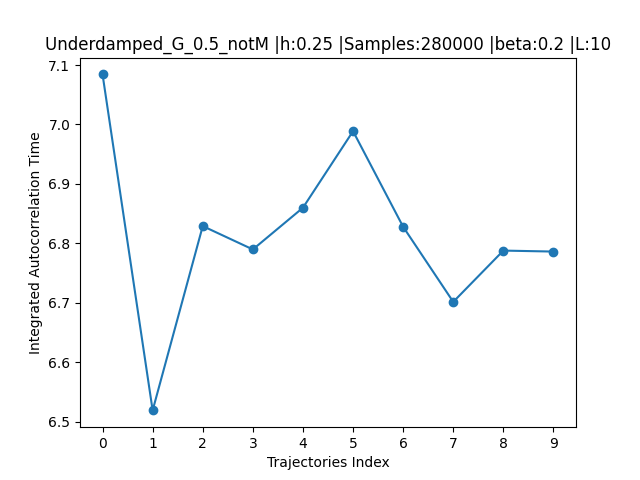 Underdamped_G_0.5_notM |h:0.25 |Samples:280000 |beta:0.2 |L:10
7.1
7.0
6.9
6.8
6.7
6.6
6.5
Integrated Autocorrelation Time
0 1 2 3 4 5 6 7 8 9
Trajectories Index